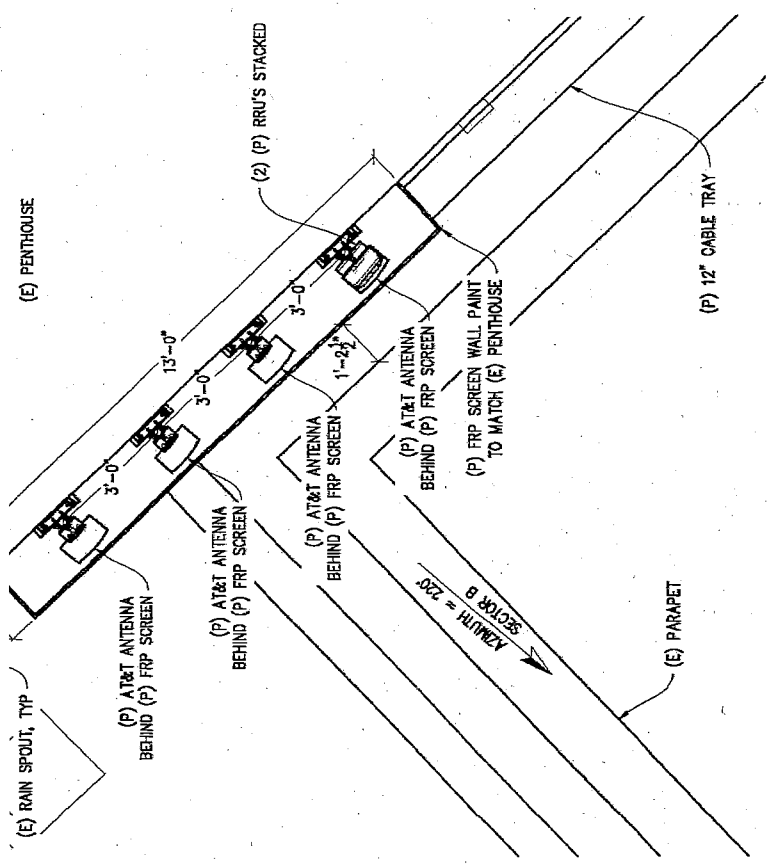 (E) PENTHOUSE
(2) (P) RRU'S STACKED
13'-0"
3'-0"
3'-0"
3'-0"
1'-2½"
(E) RAIN SPOUT, TYP
(P) AT&T ANTENNA
BEHIND (P) FRP SCREEN
(P) AT&T ANTENNA
BEHIND (P) FRP SCREEN
(P) AT&T ANTENNA
BEHIND (P) FRP SCREEN
(P) AT&T ANTENNA
BEHIND (P) FRP SCREEN
(P) FRP SCREEN WALL PAINT
TO MATCH (E) PENTHOUSE
(P) 12" CABLE TRAY
AZIMUTH = 220°
SECTOR B
(E) PARAPET